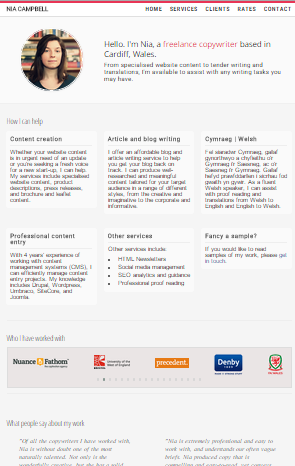 NIA CAMPBELL
HOME SERVICES CLIENTS RATES CONTACT
Hello. I'm Nia, a freelance copywriter based in
Cardiff, Wales.
From specialised website content to tender writing and
translations, I'm available to assist with any writing tasks you
may have.
How I can help
Content creation
Whether your website content
is in urgent need of an update
or you're seeking a fresh voice
for a new start-up, I can help.
My services include specialised
website content, product
descriptions, press releases,
and brochure and leaflet
content.
Article and blog writing
I offer an affordable blog and
article writing service to help
you get your blog back on
track. I can produce well-
researched and meaningful
content tailored for your target
audience in a range of different
styles, from the creative and
imaginative to the corporate and
informative.
Cymraeg | Welsh
Fel siaradwr Cymraeg, gallaf
gynorthwyo a chyfieithu o'r
Gymraeg i'r Saesneg, ac o'r
Saesneg i'r Gymraeg. Gallaf
hefyd prawfddarllen i sicrhau fod
gwaith yn gywir. As a fluent
Welsh speaker, I can assist
with proof reading and
translations from Welsh to
English and English to Welsh.
Professional content
entry
With 4 years' experience of
working with content
management systems (CMS), I
can efficiently manage content
entry projects. My knowledge
includes Drupal, Wordpress,
Umbraco, SiteCore, and
Joomla.
Other services
Other services include:
HTML Newsletters
Social media management
SEO analytics and guidance
Professional proof reading
Fancy a sample?
If you would like to read
samples of my work, please get
in touch.
Who I have worked with
Nuance Fathom
BRISTOL
University of the
West of England
precedent.
Denby
What people say about my work
"Of all the copywriters I have worked with,
Nia is without doubt one of the most
naturally talented. Not only is she
"Nia is extremely professional and easy to
work with, and understands our often vague
briefs. Nia produced copy that is